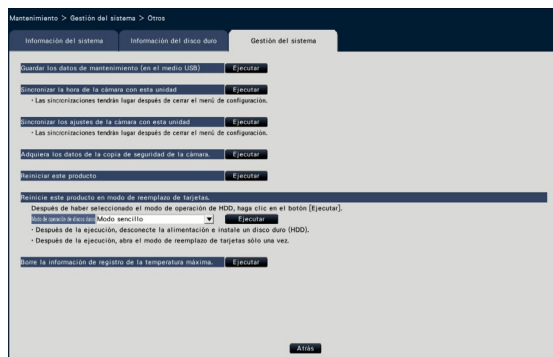 Mantenimiento > Gestión del sistema > Otros
Información del sistema
Información del disco duro
Gestión del sistema
Guardar los datos de mantenimiento (en el medio USB) Ejecutar
Sincronizar la hora de la cámara con esta unidad Ejecutar
・Las sincronizaciones tendrán lugar después de cerrar el menú de configuración.
Sincronizar los ajustes de la cámara con esta unidad Ejecutar
・Las sincronizaciones tendrán lugar después de cerrar el menú de configuración.
Adquiera los datos de la copia de seguridad de la cámara. Ejecutar
Reiniciar este producto Ejecutar
Reinicie este producto en modo de reemplazo de tarjetas.
Después de haber seleccionado el modo de operación de HDD, haga clic en el botón [Ejecutar].
Modo de operación de discos duros Modo sencillo Ejecutar
・Después de la ejecución, desconecte la alimentación e instale un disco duro (HDD).
・Después de la ejecución, abra el modo de reemplazo de tarjetas sólo una vez.
Borre la información de registro de la temperatura máxima. Ejecutar
Atrás